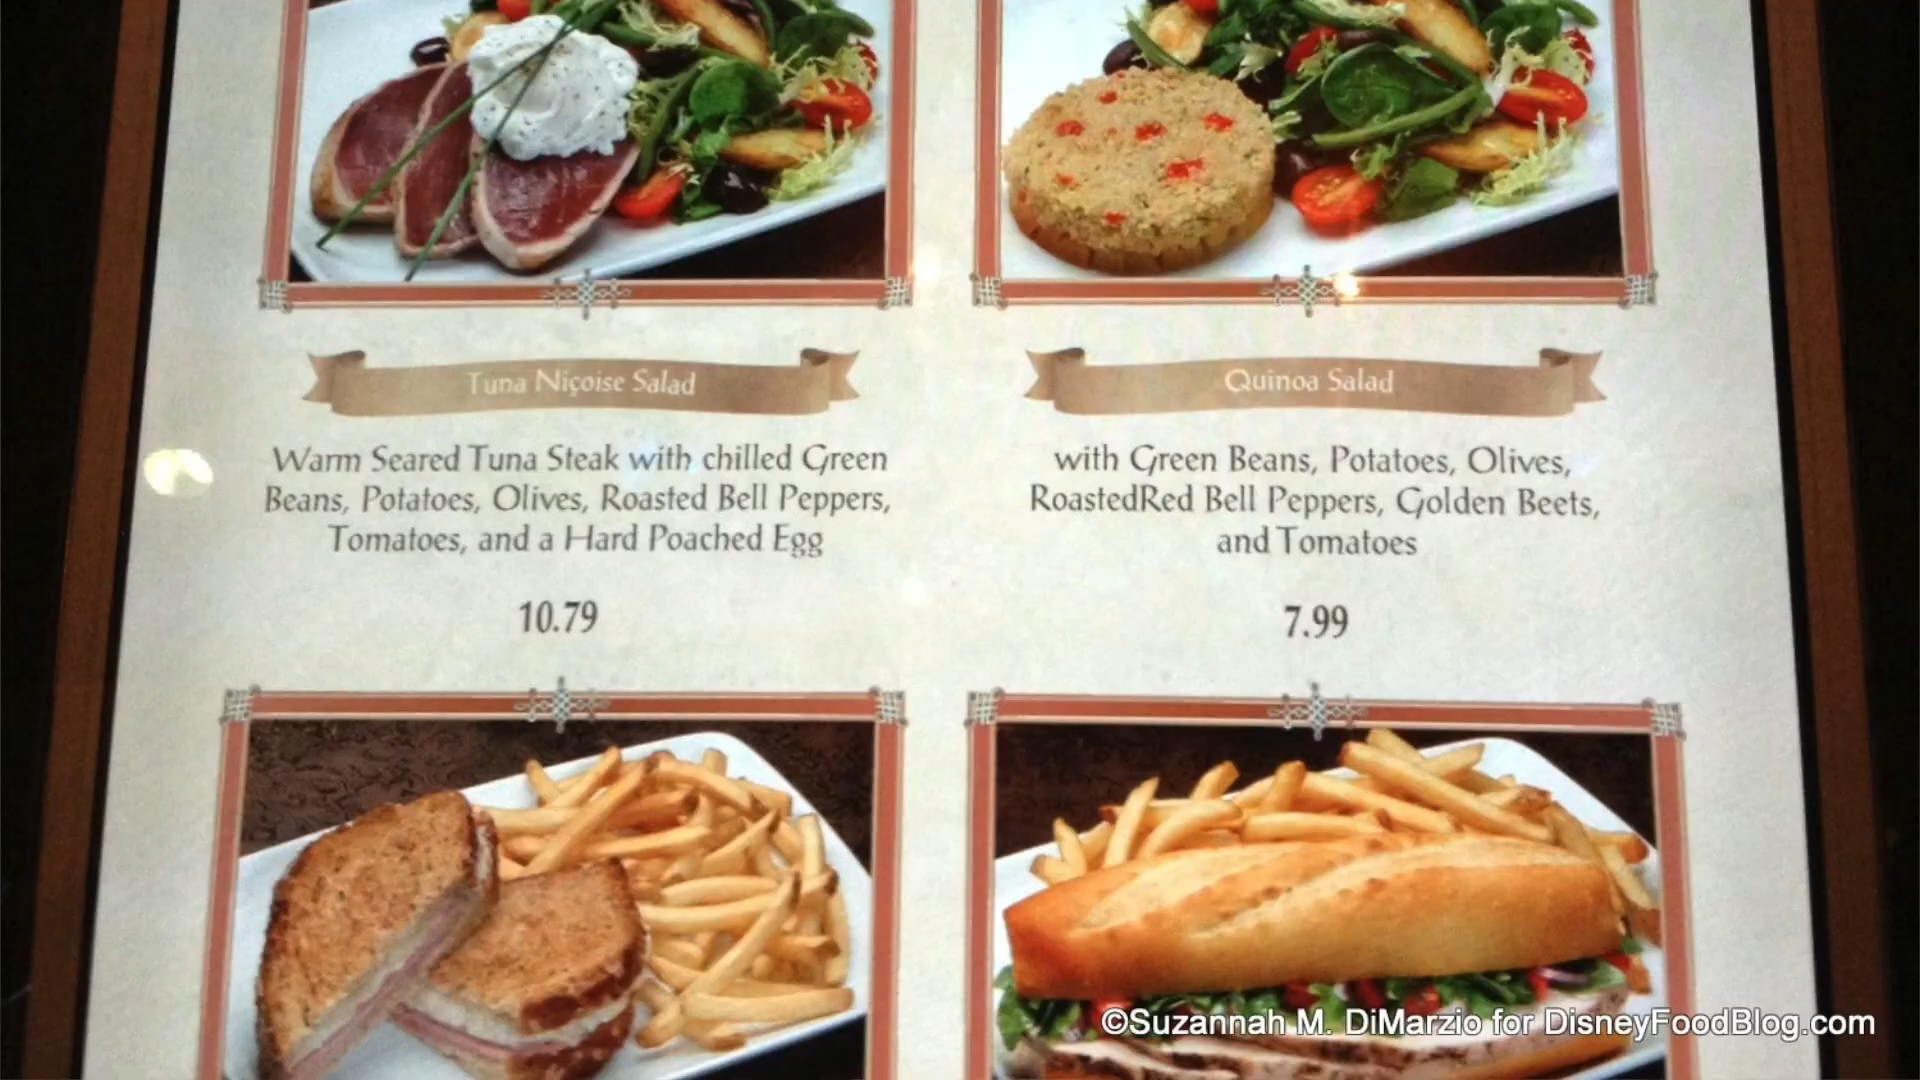 Tuna Niçoise Salad
Warm Seared Tuna Steak with chilled Green
Beans, Potatoes, Olives, Roasted Bell Peppers,
Tomatoes, and a Hard Poached Egg
10.79
Quinoa Salad
with Green Beans, Potatoes, Olives,
RoastedRed Bell Peppers, Golden Beets,
and Tomatoes
7.99
©Suzannah M. DiMarzio for DisneyFoodBlog.com